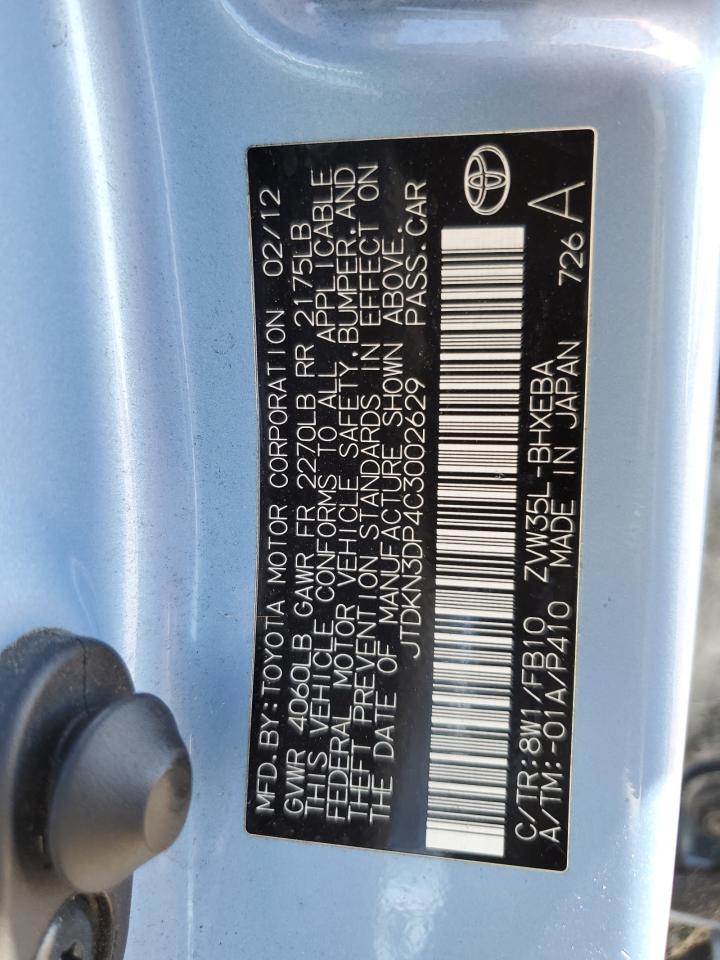 MFD. BY: TOYOTA MOTOR CORPORATION 02/12
GVWR 4060LB GAWR FR 2270LB RR 2175LB
THIS VEHICLE CONFORMS TO ALL APPLICABLE
FEDERAL MOTOR VEHICLE SAFETY, BUMPER, AND
THEFT PREVENTION STANDARDS IN EFFECT ON
THE DATE OF MANUFACTURE SHOWN ABOVE.
JTDKN3DP4C3002629 PASS. CAR
C/TR: 8W1/FB10 ZVW35L-BHXEBA 726 A
A/TM: -01A/P410 MADE IN JAPAN